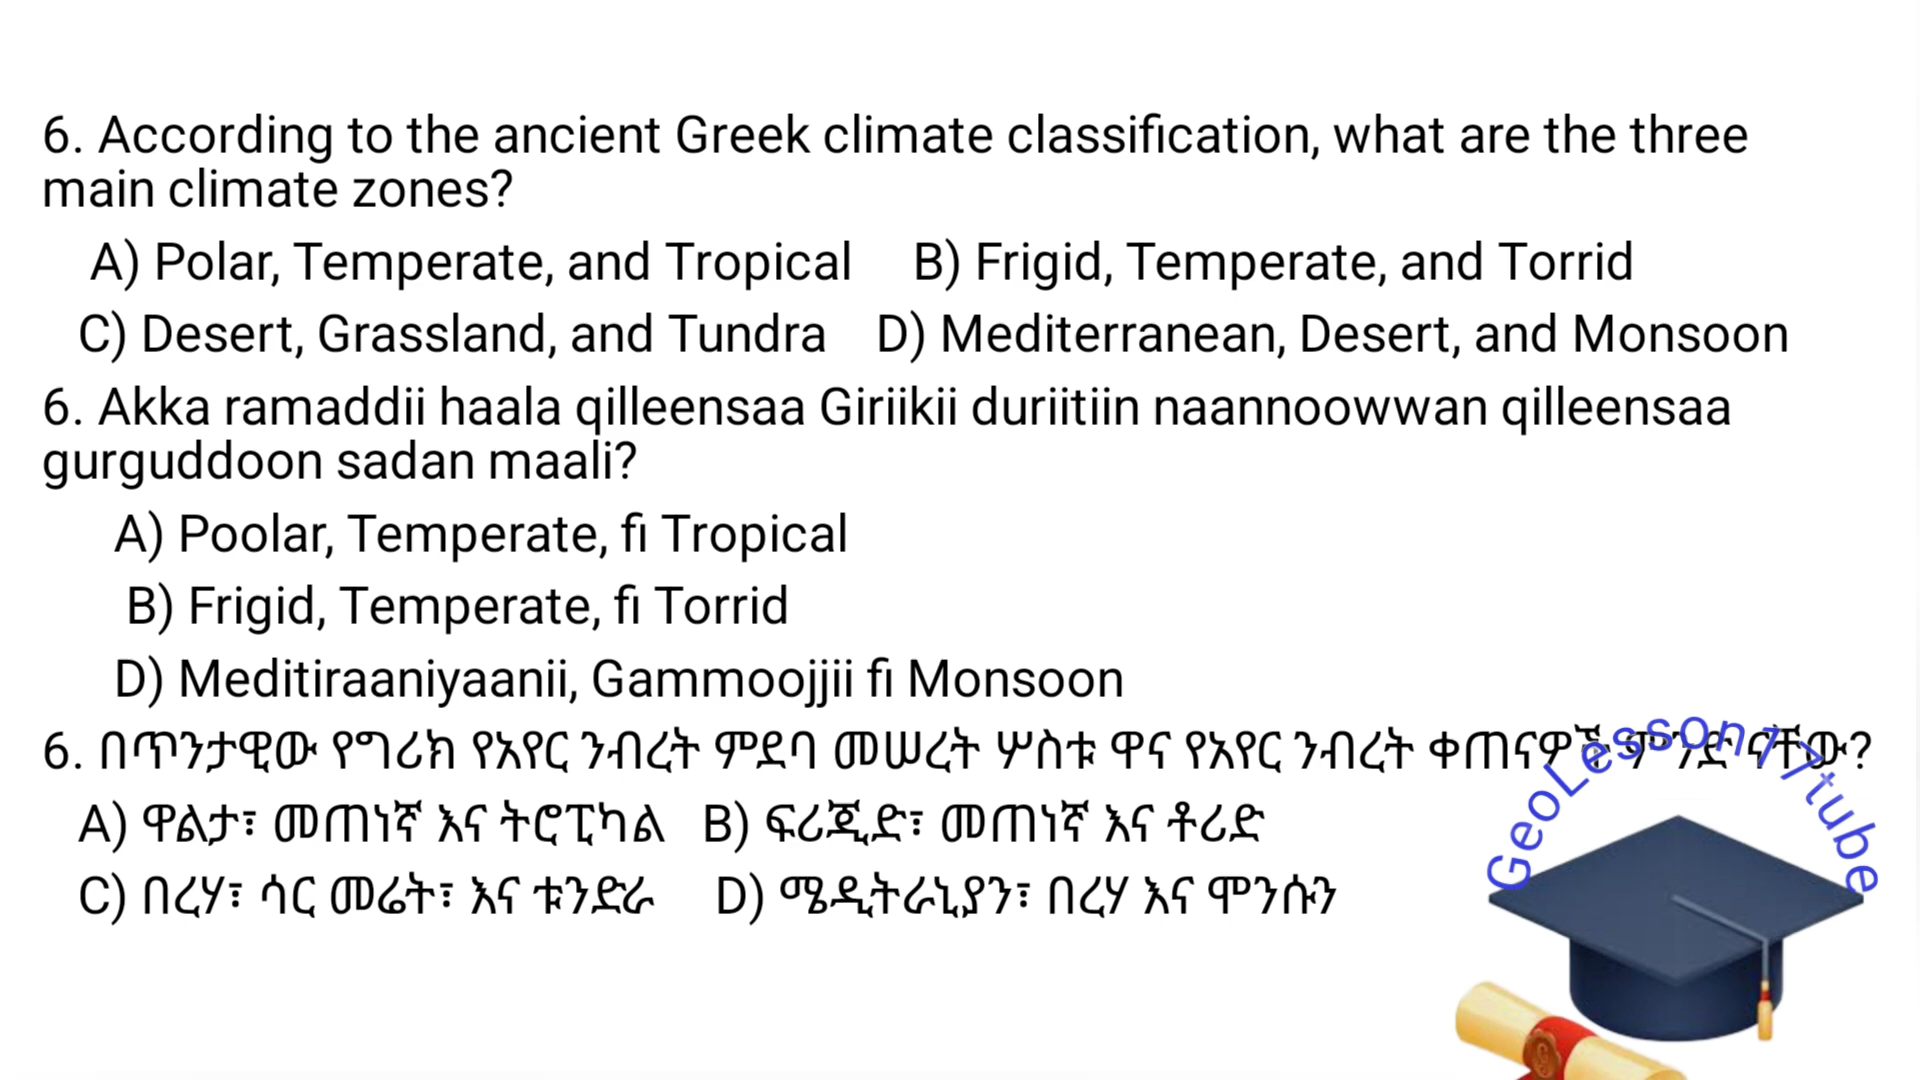 6. According to the ancient Greek climate classification, what are the three
main climate zones?
A) Polar, Temperate, and Tropical B) Frigid, Temperate, and Torrid
C) Desert, Grassland, and Tundra D) Mediterranean, Desert, and Monsoon
6. Akka ramaddii haala qilleensaa Giriikii duriitiin naannoowwan qilleensaa
gurguddoon sadan maali?
A) Poolar, Temperate, fi Tropical
B) Frigid, Temperate, fi Torrid
D) Meditiraaniyaanii, Gammoojjii fi Monsoon
6. በጥንታዊው የግሪክ የአየር ንብረት ምደባ መሠረት ሦስቱ ዋና የአየር ንብረት ቀጠናዎች ምንድ ናቸው?
A) ዋልታ፣ መጠነኛ እና ትሮፒካል B) ፍሪጂድ፣ መጠነኛ እና ቶሪድ
C) በረሃ፣ ሳር መሬት፣ እና ቱንድራ D) ሜዲትራኒያን፣ በረሃ እና ሞንሱን
GeoLesson77tube